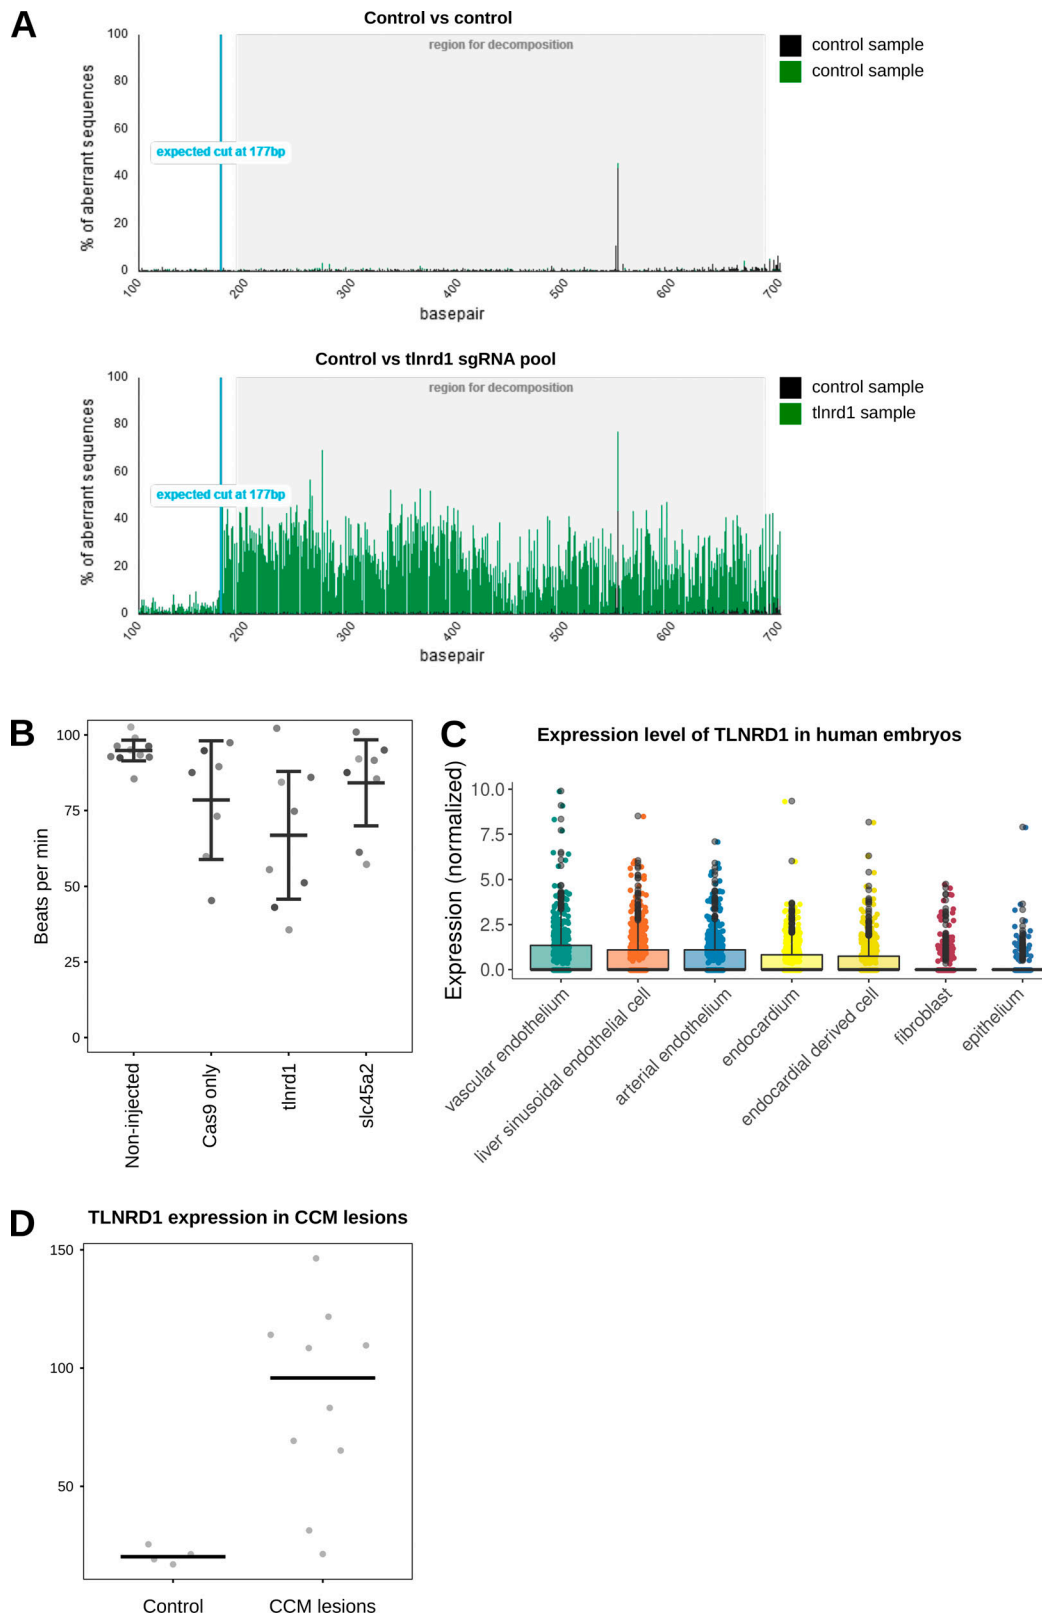 A
Control vs control
100
80
60
40
20
0
% of aberrant sequences
region for decomposition
expected cut at 177bp
control sample
control sample
100
200
300
400
500
600
700
basepair
Control vs tlnrd1 sgRNA pool
100
80
60
40
20
0
% of aberrant sequences
region for decomposition
expected cut at 177bp
control sample
tlnrd1 sample
100
200
300
400
500
600
700
basepair
B
100
75
50
25
0
Beats per min
Non-injected
Cas9 only
tlnrd1
slc45a2
C
Expression level of TLNRD1 in human embryos
Expression (normalized)
10.0
7.5
5.0
2.5
0.0
vascular endothelium
liver sinusoidal endothelial cell
arterial endothelium
endocardium
endocardial derived cell
fibroblast
epithelium
D
TLNRD1 expression in CCM lesions
150
100
50
Control
CCM lesions